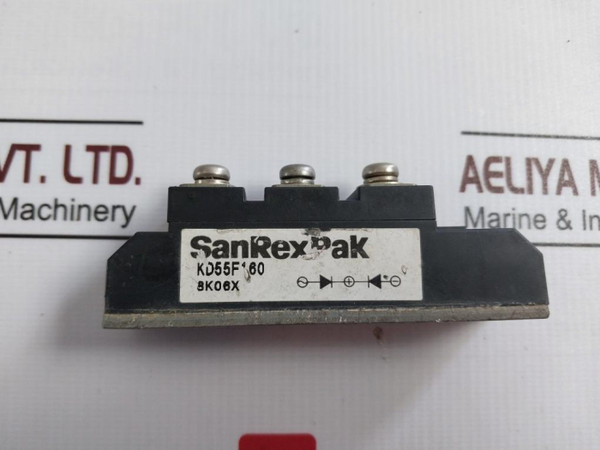 VT. LTD.
Machinery
AELIYA M
Marine & In
SanRexPak
KD55F160
8K06X